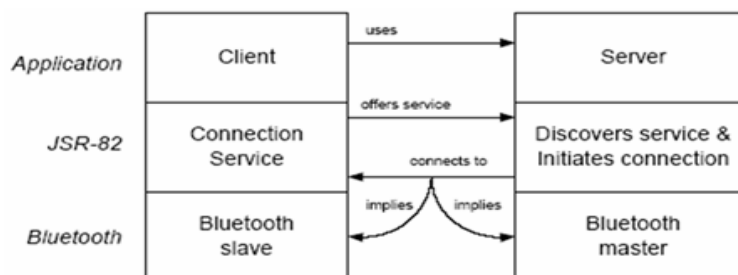 uses
Application
Client
Server
offers service
JSR-82
Connection
Service
Discovers service &
Initiates connection
connects to
implies
implies
Bluetooth
Bluetooth
slave
Bluetooth
master